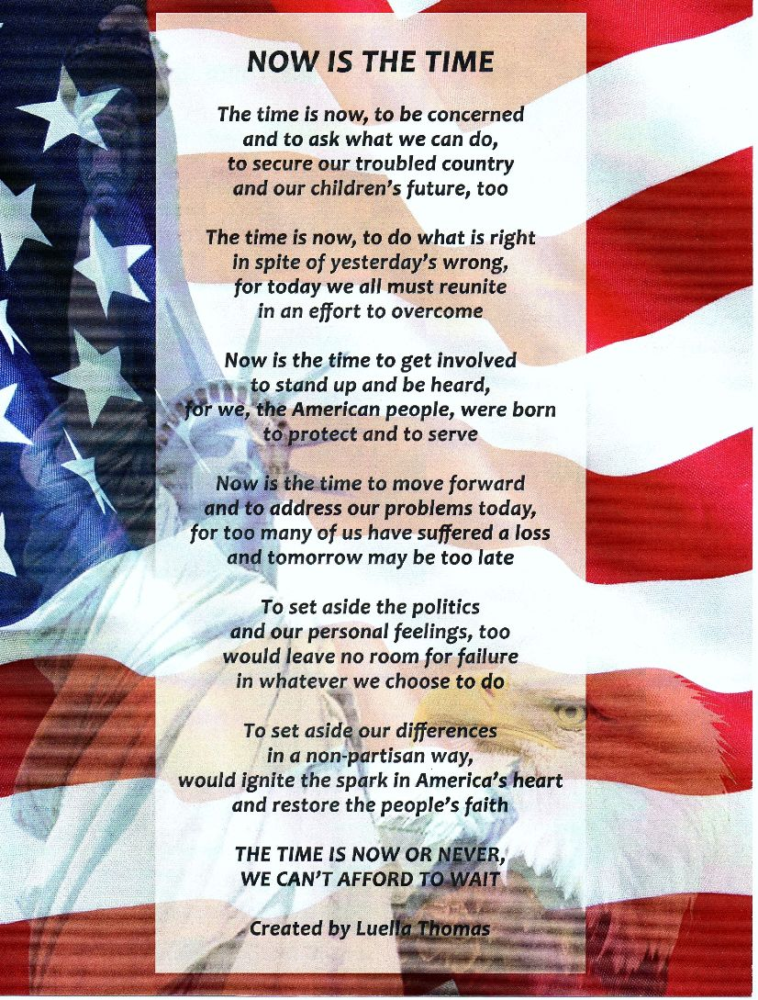 NOW IS THE TIME
The time is now, to be concerned
and to ask what we can do,
to secure our troubled country
and our children's future, too
The time is now, to do what is right
in spite of yesterday's wrong,
for today we all must reunite
in an effort to overcome
Now is the time to get involved
to stand up and be heard,
for we, the American people, were born
to protect and to serve
Now is the time to move forward
and to address our problems today,
for too many of us have suffered a loss
and tomorrow may be too late
To set aside the politics
and our personal feelings, too
would leave no room for failure
in whatever we choose to do
To set aside our differences
in a non-partisan way,
would ignite the spark in America's heart
and restore the people's faith
THE TIME IS NOW OR NEVER,
WE CAN'T AFFORD TO WAIT
Created by Luella Thomas